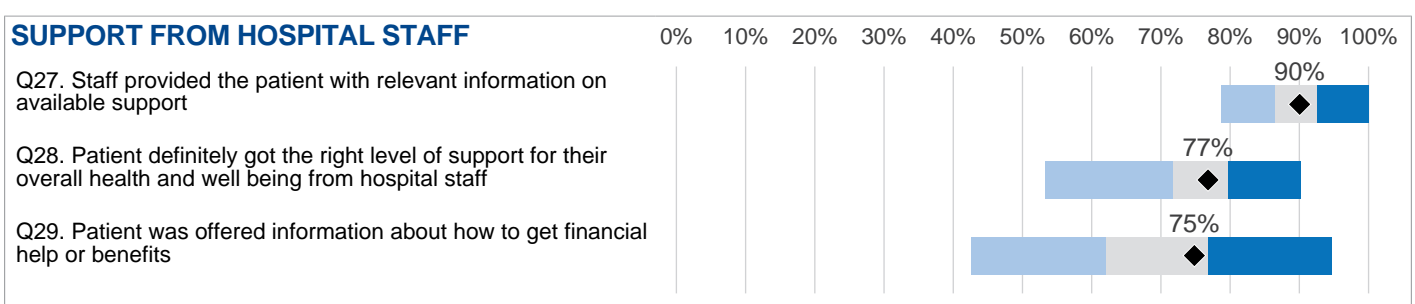 SUPPORT FROM HOSPITAL STAFF 0% 10% 20% 30% 40% 50% 60% 70% 80% 90% 100%
Q27. Staff provided the patient with relevant information on
available support
90%
Q28. Patient definitely got the right level of support for their
overall health and well being from hospital staff
77%
Q29. Patient was offered information about how to get financial
help or benefits
75%